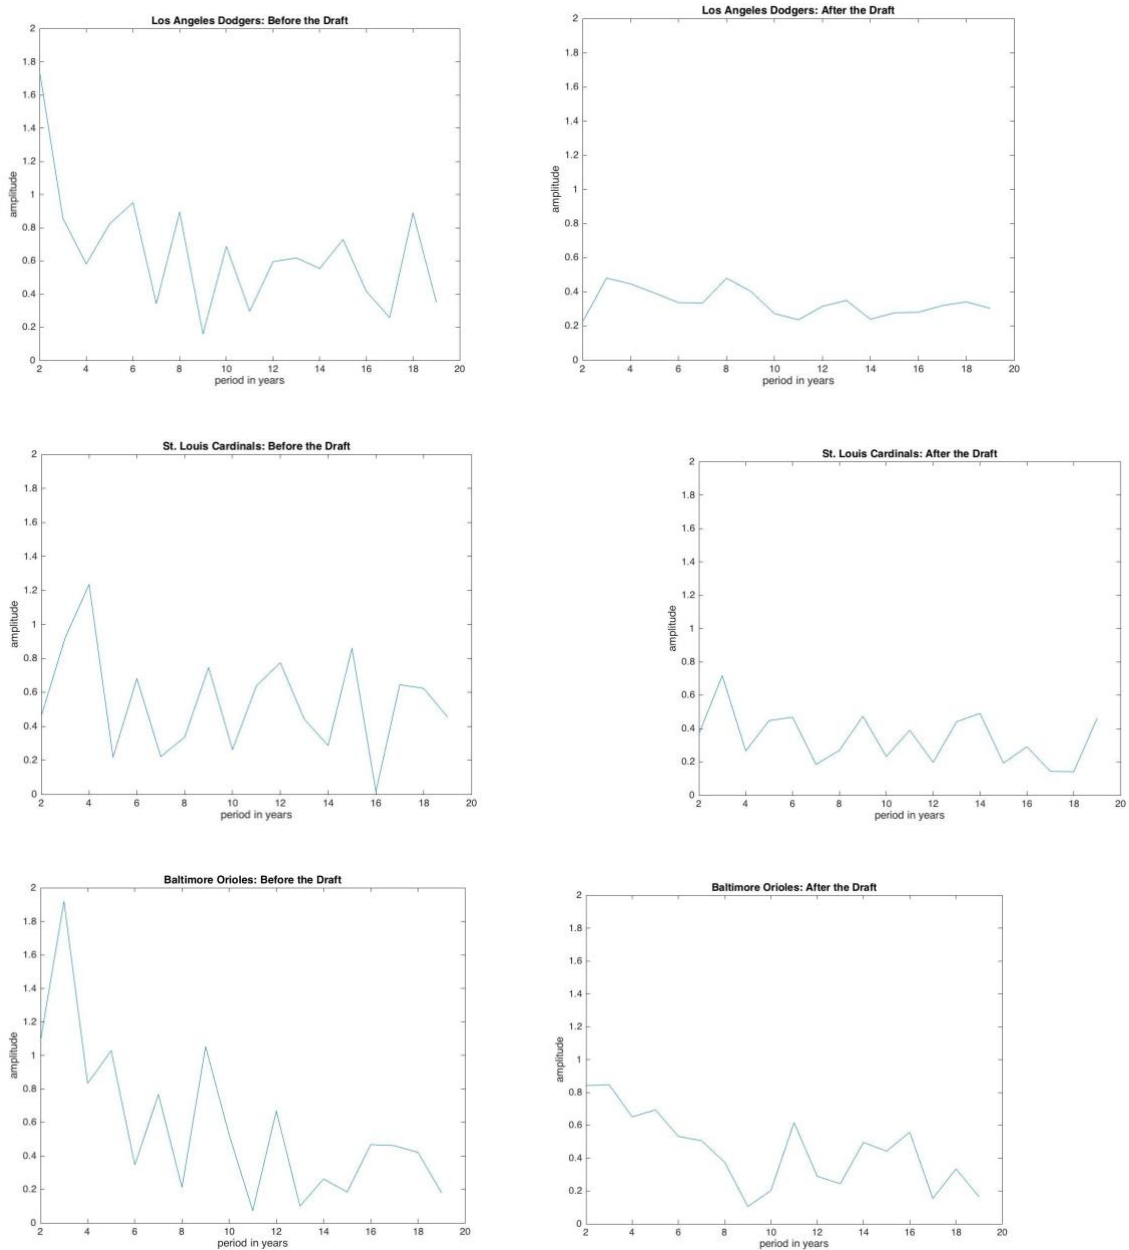 Los Angeles Dodgers: Before the Draft
2
1.8
1.6
1.4
1.2
1
0.8
0.6
0.4
0.2
0
amplitude
2 4 6 8 10 12 14 16 18 20
period in years
Los Angeles Dodgers: After the Draft
2
1.8
1.6
1.4
1.2
1
0.8
0.6
0.4
0.2
0
amplitude
2 4 6 8 10 12 14 16 18 20
period in years
St. Louis Cardinals: Before the Draft
2
1.8
1.6
1.4
1.2
1
0.8
0.6
0.4
0.2
0
amplitude
2 4 6 8 10 12 14 16 18 20
period in years
St. Louis Cardinals: After the Draft
2
1.8
1.6
1.4
1.2
1
0.8
0.6
0.4
0.2
0
amplitude
2 4 6 8 10 12 14 16 18 20
period in years
Baltimore Orioles: Before the Draft
2
1.8
1.6
1.4
1.2
1
0.8
0.6
0.4
0.2
0
amplitude
2 4 6 8 10 12 14 16 18 20
period in years
Baltimore Orioles: After the Draft
2
1.8
1.6
1.4
1.2
1
0.8
0.6
0.4
0.2
0
amplitude
2 4 6 8 10 12 14 16 18 20
period in years